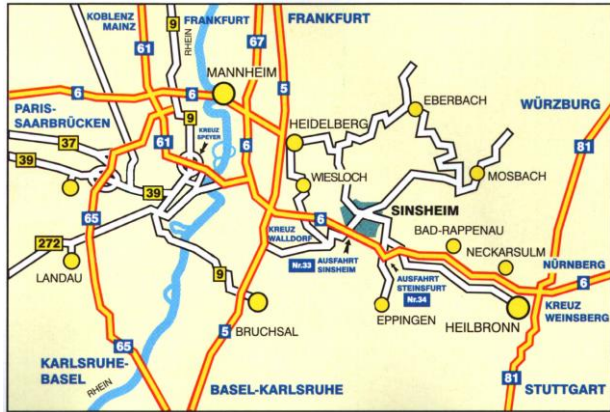 KOBLENZ
MAINZ
9
FRANKFURT
FRANKFURT
61
RHEIN
67
5
MANNHEIM
6
6
EBERBACH
PARIS-
SAARBRÜCKEN
WÜRZBURG
9
HEIDELBERG
37
61
KREUZ
SPEYER
6
81
39
WIESLOCH
MOSBACH
39
SINSHEIM
65
6
BAD-RAPPENAU
KREUZ
WALLDORF
272
NECKARSULM
Nr.33
AUSFAHRT
SINSHEIM
NÜRNBERG
LANDAU
9
AUSFAHRT
STEINSFURT
6
Nr.34
KREUZ
WEINSBERG
EPPINGEN
HEILBRONN
BRUCHSAL
5
65
KARLSRUHE-
BASEL
81
RHEIN
BASEL-KARLSRUHE
STUTTGART